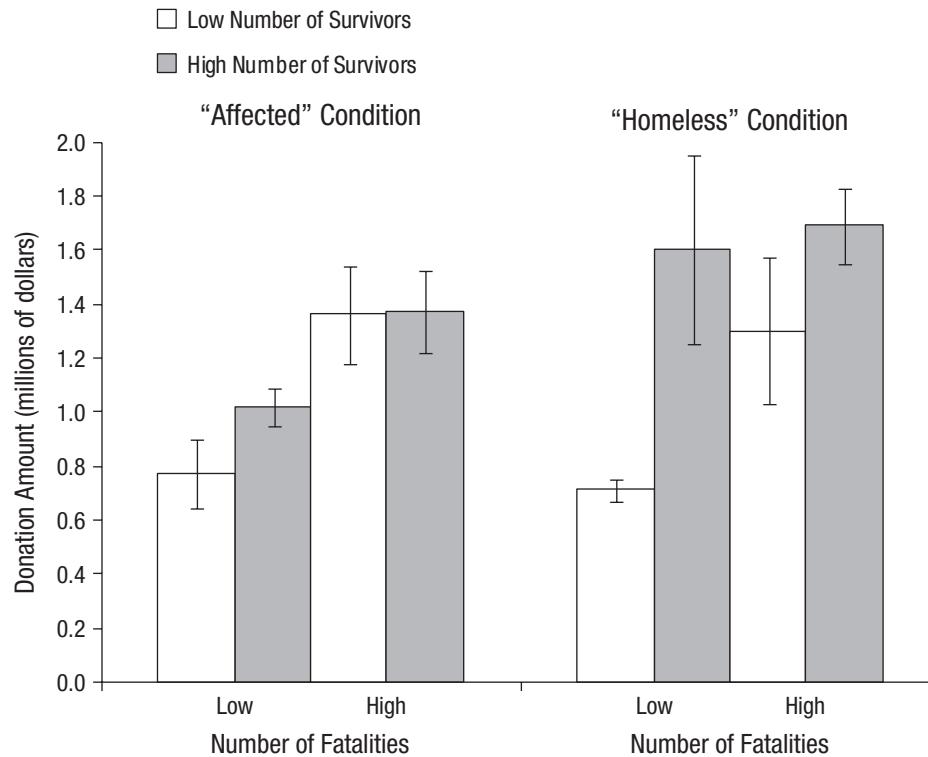 Low Number of Survivors
High Number of Survivors
“Affected” Condition
“Homeless” Condition
Donation Amount (millions of dollars)
2.0
1.8
1.6
1.4
1.2
1.0
0.8
0.6
0.4
0.2
0.0
Low High Low High
Number of Fatalities Number of Fatalities